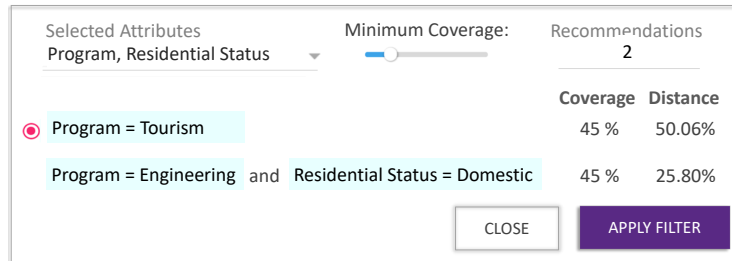 Selected Attributes Minimum Coverage: Recommendations
Program, Residential Status 2
Coverage Distance
Program = Tourism 45 % 50.06%
Program = Engineering and Residential Status = Domestic 45 % 25.80%
CLOSE APPLY FILTER